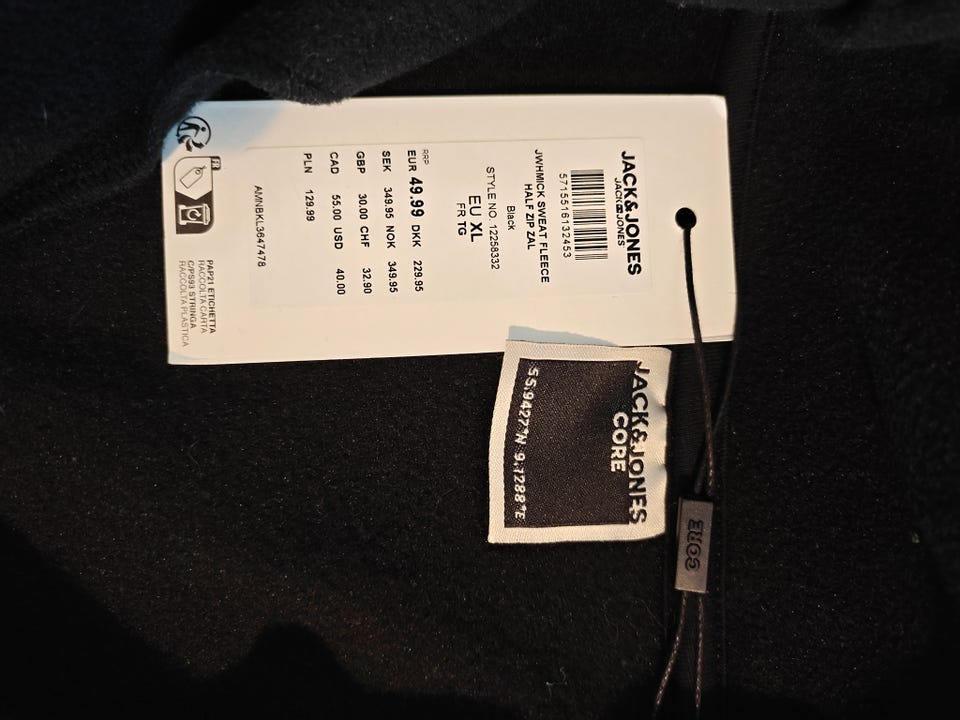 JACK&JONES
JACK&JONES
5715516132453
JWHMICK SWEAT FLEECE
HALF ZIP ZAL
Black
STYLE NO. 12258332
EU XL
FR TG
RRP
EUR 49.99 DKK 229.95
SEK 349.95 NOK 349.95
GBP 30.00 CHF 32.90
CAD 55.00 USD 40.00
PLN 129.99
AMNBKL3647478
FR
PAP21 ETICHETTA
RACCOLTA CARTA
C/PS93 STRINGA
RACCOLTA PLASTICA
JACK&JONES
CORE
55.9427°N 9.1288°E
CORE